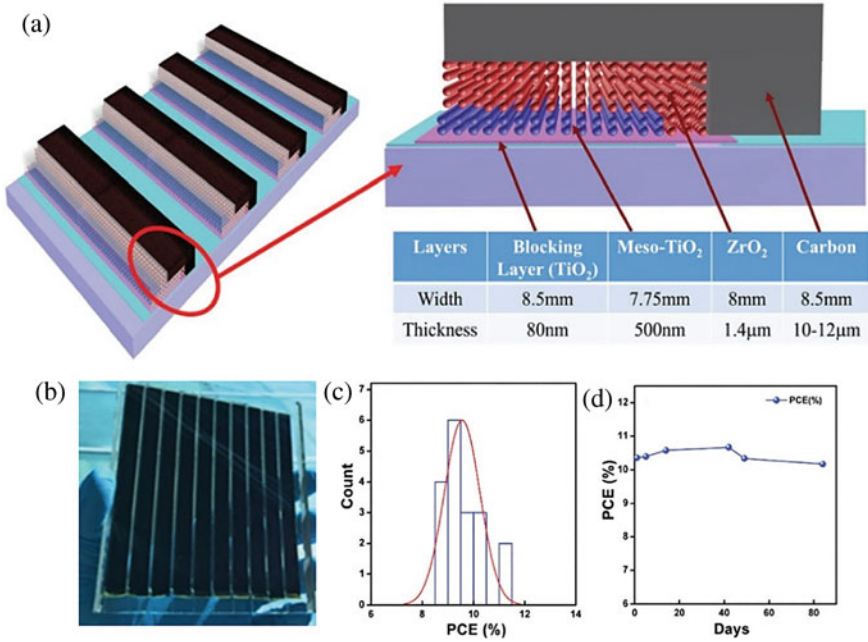 (a)
Layers Blocking Layer (TiO₂) Meso-TiO₂ ZrO₂ Carbon
Width 8.5mm 7.75mm 8mm 8.5mm
Thickness 80nm 500nm 1.4μm 10-12μm
(b)
(c)
7
6
5
4
3
2
1
0
Count
6 8 10 12 14
PCE (%)
(d)
PCE(%)
12
11
10
9
8
7
6
PCE (%)
0 20 40 60 80
Days